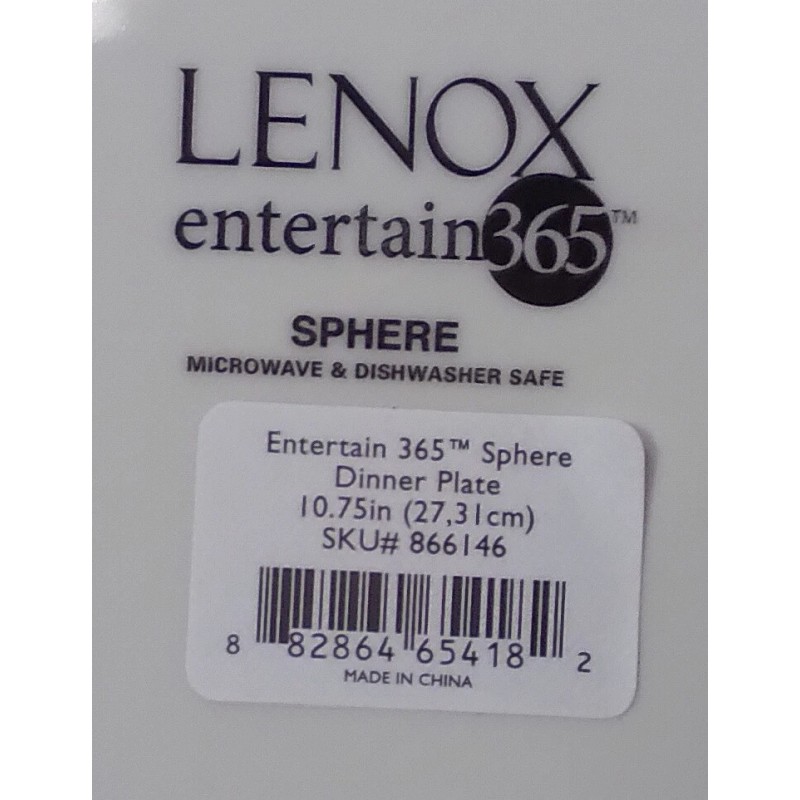 LENOX
entertain365™
SPHERE
MICROWAVE & DISHWASHER SAFE
Entertain 365™ Sphere
Dinner Plate
10.75in (27,31cm)
SKU# 866146
8 82864 65418 2
MADE IN CHINA